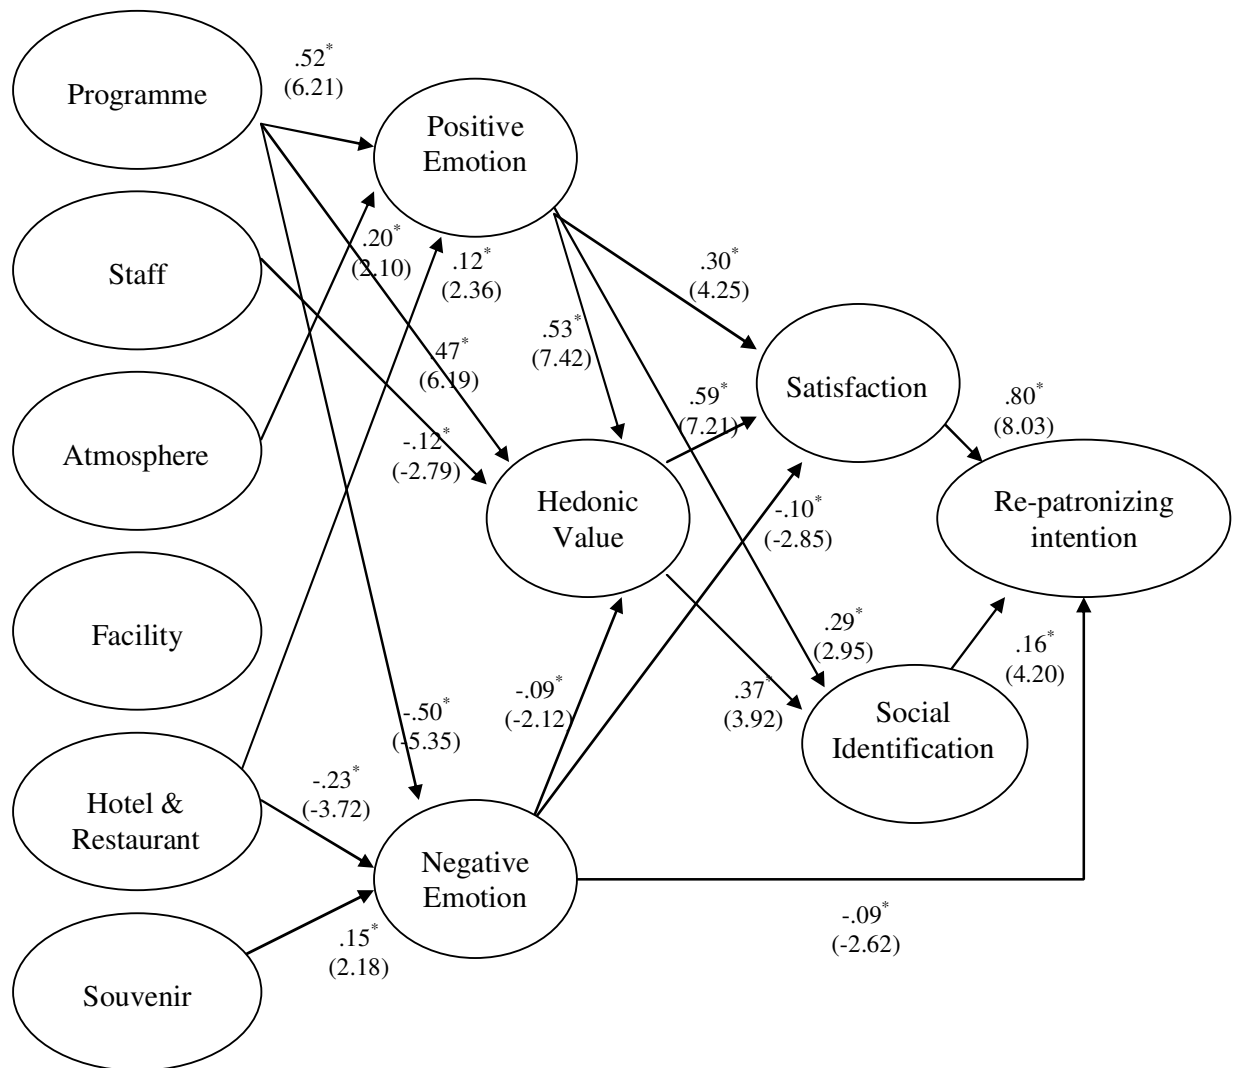 Programme
.52*
(6.21)
Positive
Emotion
Staff
.20*
(2.10)
.12*
(2.36)
.30*
(4.25)
.53*
(7.42)
.47*
(6.19)
Satisfaction
.59*
(7.21)
.80*
(8.03)
Atmosphere
-.12*
(-2.79)
Hedonic
Value
-.10*
(-2.85)
Re-patronizing
intention
Facility
.29*
(2.95)
.16*
(4.20)
-.09*
(-2.12)
.37*
(3.92)
-.50*
(-5.35)
Social
Identification
Hotel &
Restaurant
-.23*
(-3.72)
Negative
Emotion
-.09*
(-2.62)
.15*
(2.18)
Souvenir